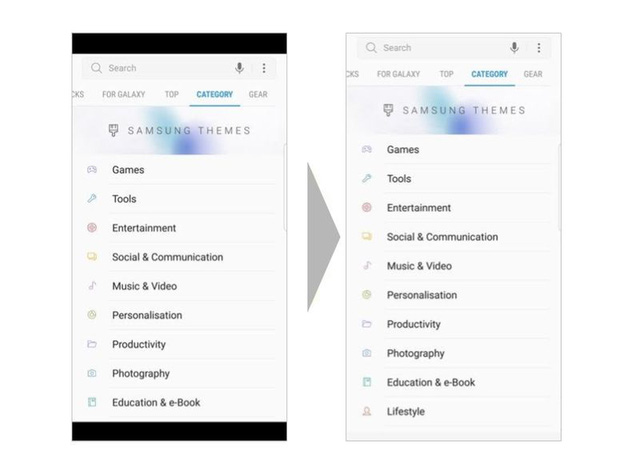 Search
CKS FOR GALAXY TOP CATEGORY GEAR
SAMSUNG THEMES
Games
Tools
Entertainment
Social & Communication
Music & Video
Personalisation
Productivity
Photography
Education & e-Book
Search
CKS FOR GALAXY TOP CATEGORY GEAR
SAMSUNG THEMES
Games
Tools
Entertainment
Social & Communication
Music & Video
Personalisation
Productivity
Photography
Education & e-Book
Lifestyle